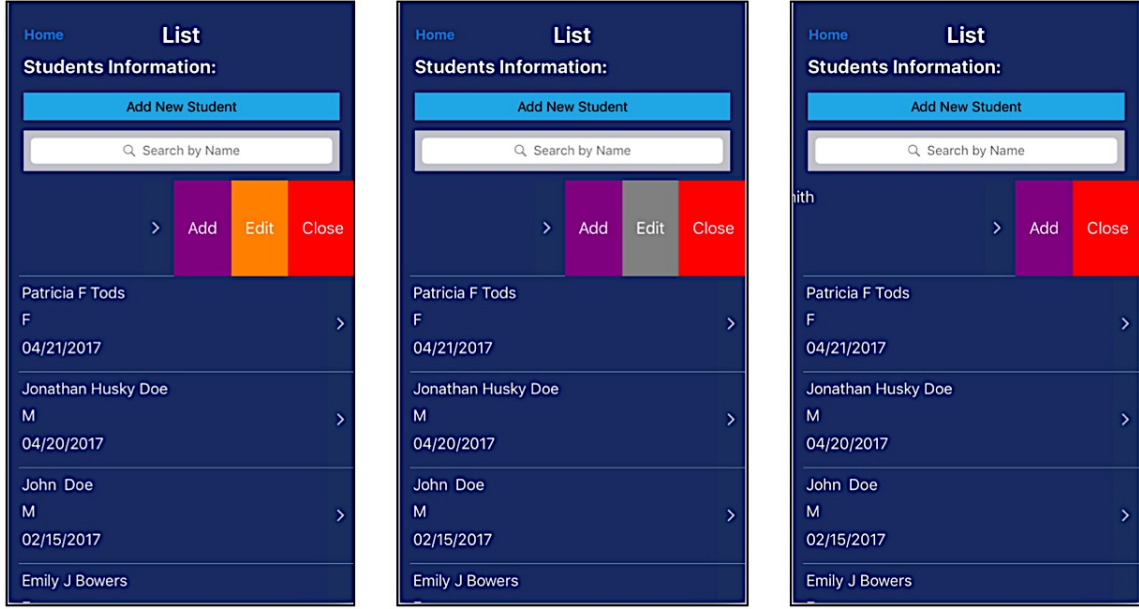 Home List
Students Information:
Add New Student
Search by Name
> Add Edit Close
Patricia F Tods
F
>
04/21/2017
Jonathan Husky Doe
M
>
04/20/2017
John Doe
M
>
02/15/2017
Emily J Bowers
Home List
Students Information:
Add New Student
Search by Name
> Add Edit Close
Patricia F Tods
F
>
04/21/2017
Jonathan Husky Doe
M
>
04/20/2017
John Doe
M
>
02/15/2017
Emily J Bowers
Home List
Students Information:
Add New Student
Search by Name
ith
> Add Close
Patricia F Tods
F
>
04/21/2017
Jonathan Husky Doe
M
>
04/20/2017
John Doe
M
>
02/15/2017
Emily J Bowers